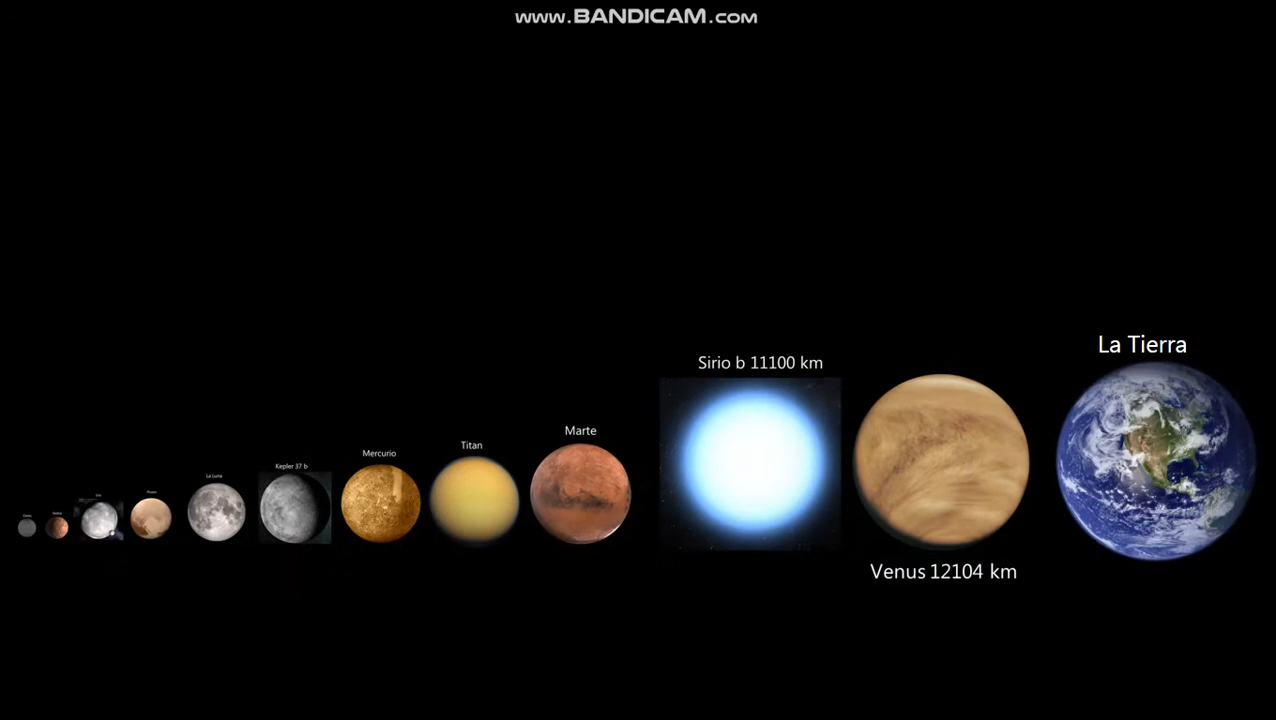 www.BANDICAM.com
La Tierra
Sirio b 11100 km
Marte
Titan
Mercurio
Kepler 37 b
La Luna
Venus 12104 km